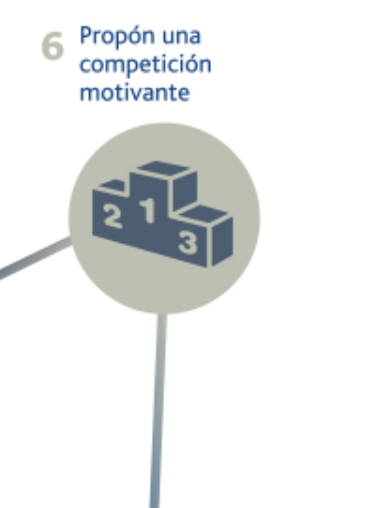 6 Propón una
competición
motivante
2 1 3